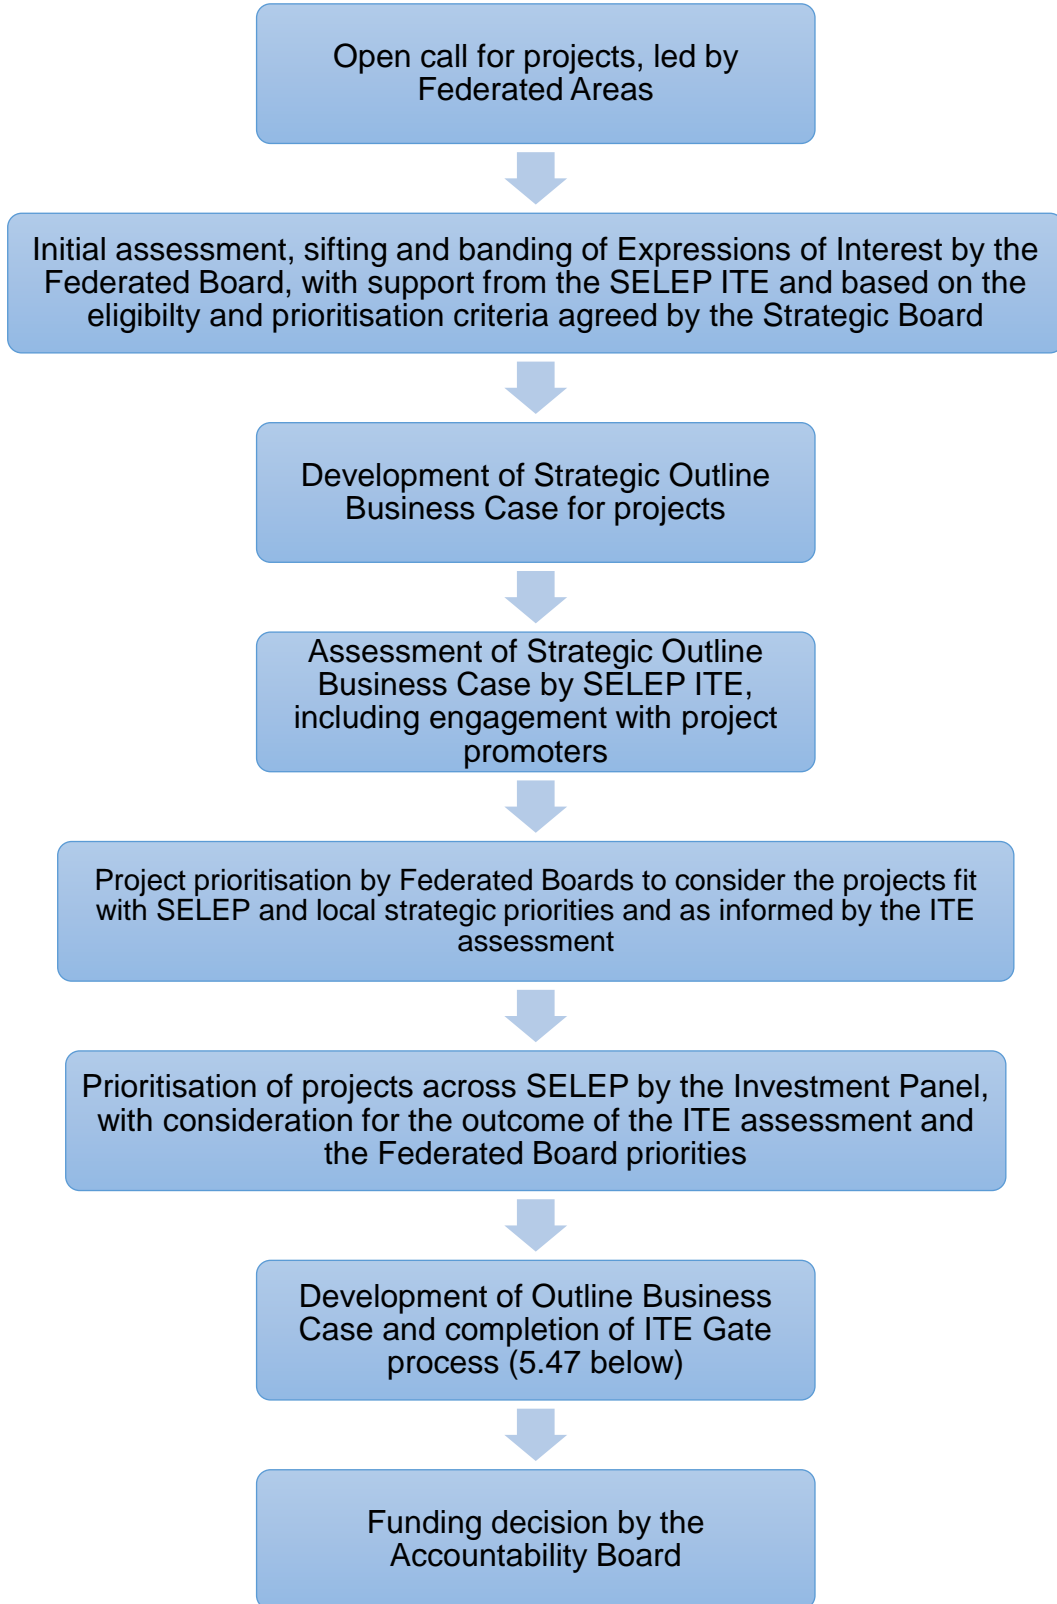 Open call for projects, led by
Federated Areas
Initial assessment, sifting and banding of Expressions of Interest by the
Federated Board, with support from the SELEP ITE and based on the
eligibilty and prioritisation criteria agreed by the Strategic Board
Development of Strategic Outline
Business Case for projects
Assessment of Strategic Outline
Business Case by SELEP ITE,
including engagement with project
promoters
Project prioritisation by Federated Boards to consider the projects fit
with SELEP and local strategic priorities and as informed by the ITE
assessment
Prioritisation of projects across SELEP by the Investment Panel,
with consideration for the outcome of the ITE assessment and
the Federated Board priorities
Development of Outline Business
Case and completion of ITE Gate
process (5.47 below)
Funding decision by the
Accountability Board